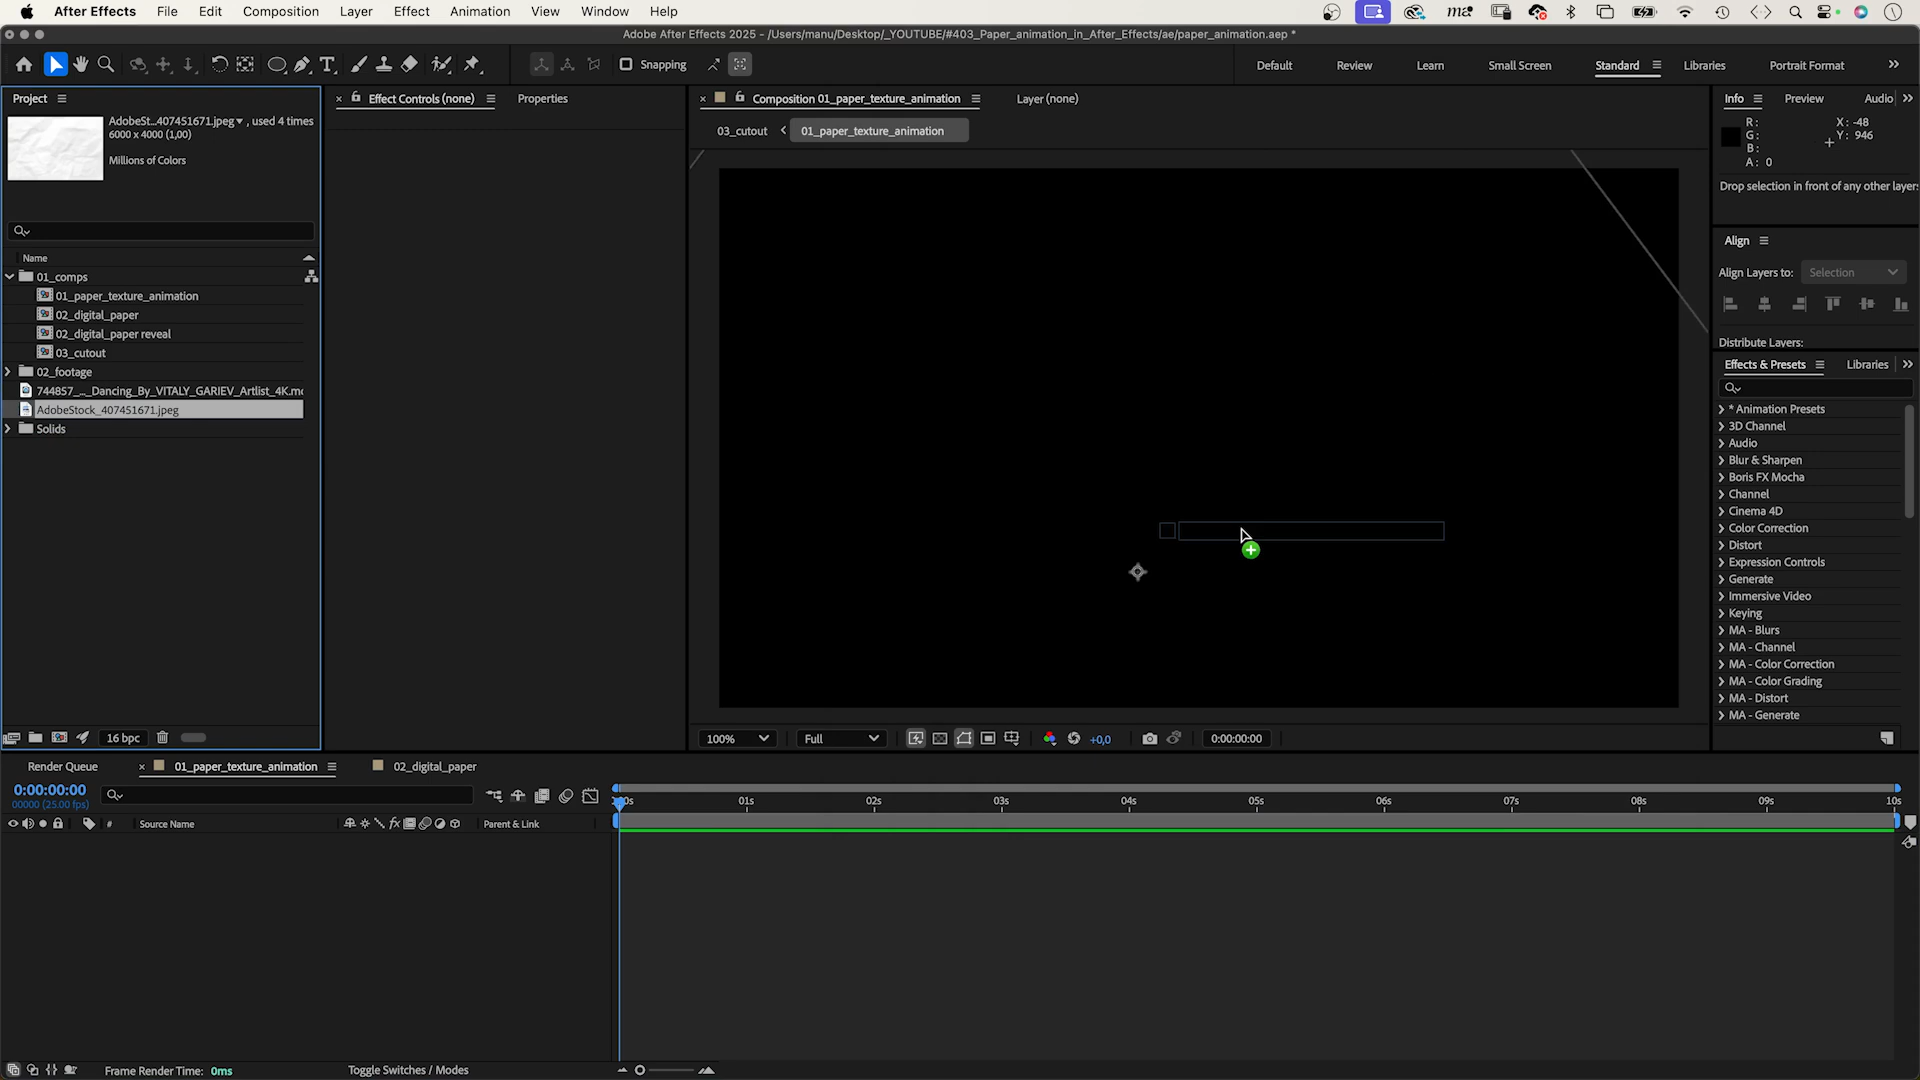 After Effects File Edit Composition Layer Effect Animation View Window Help
Adobe After Effects 2025 - /Users/manu/Desktop/_YOUTUBE/#403_Paper_animation_in_After_Effects/ae/paper_animation.aep *
Snapping
Default Review Learn Small Screen Standard Libraries Portrait Format
Project
AdobeSt...407451671.jpeg , used 4 times
6000 x 4000 (1,00)
Millions of Colors
Name
01_comps
01_paper_texture_animation
02_digital_paper
02_digital_paper reveal
03_cutout
02_footage
744857_..._Dancing_By_VITALY_GARIEV_Artlist_4K.mo
AdobeStock_407451671.jpeg
Solids
16 bpc
Effect Controls (none) Properties
Composition 01_paper_texture_animation Layer (none)
03_cutout 01_paper_texture_animation
100% Full +0,0 0:00:00:00
Info Preview Audio
R: X: -48
G: Y: 946
B:
A: 0
Drop selection in front of any other layer
Align
Align Layers to: Selection
Distribute Layers:
Effects & Presets Libraries
* Animation Presets
3D Channel
Audio
Blur & Sharpen
Boris FX Mocha
Channel
Cinema 4D
Color Correction
Distort
Expression Controls
Generate
Immersive Video
Keying
MA - Blurs
MA - Channel
MA - Color Correction
MA - Color Grading
MA - Distort
MA - Generate
Render Queue 01_paper_texture_animation 02_digital_paper
0:00:00:00
00000 (25.00 fps)
# Source Name Parent & Link
01s 02s 03s 04s 05s 06s 07s 08s 09s 10s
Frame Render Time: 0ms Toggle Switches / Modes